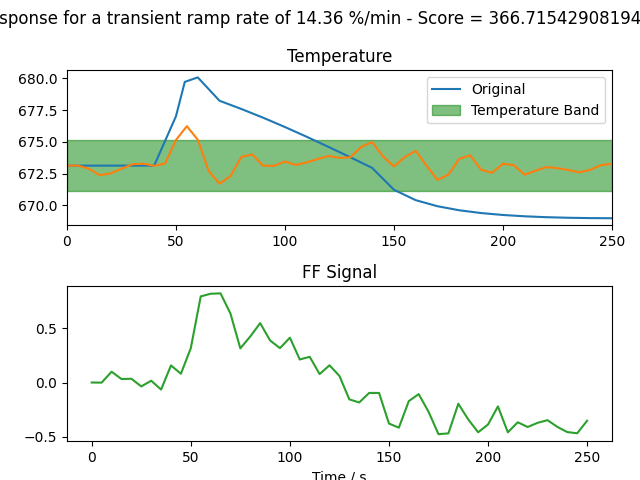 sponse for a transient ramp rate of 14.36 %/min - Score = 366.71542908194
Temperature
680.0
677.5
675.0
672.5
670.0
Original
Temperature Band
0 50 100 150 200 250
FF Signal
0.5
0.0
−0.5
0 50 100 150 200 250
Time / s